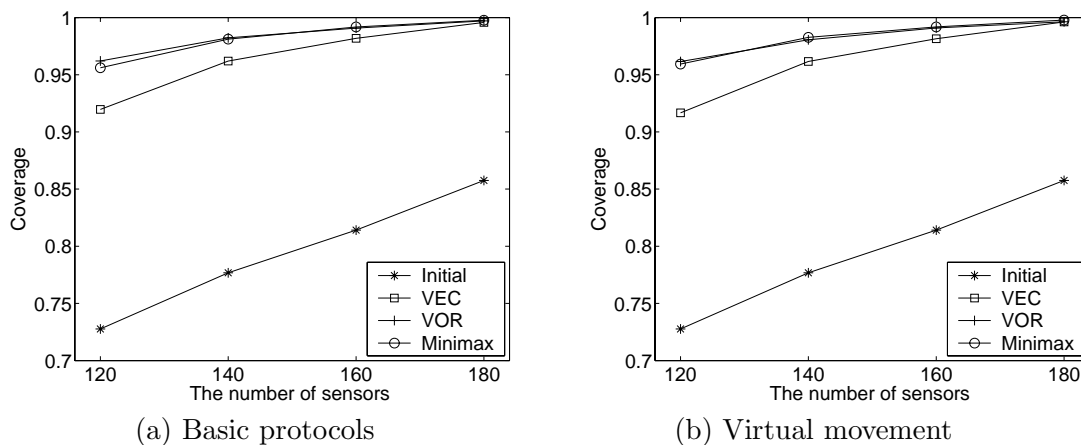 1
0.95
0.9
0.85
0.8
0.75
0.7
Coverage
120
140
160
180
The number of sensors
Initial
VEC
VOR
Minimax
(a) Basic protocols
1
0.95
0.9
0.85
0.8
0.75
0.7
Coverage
120
140
160
180
The number of sensors
Initial
VEC
VOR
Minimax
(b) Virtual movement